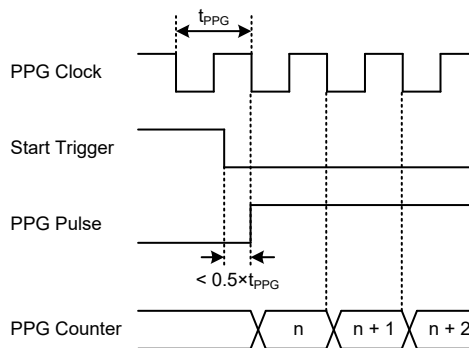 tPPG
PPG Clock
Start Trigger
PPG Pulse
< 0.5×tPPG
PPG Counter
n
n + 1
n + 2